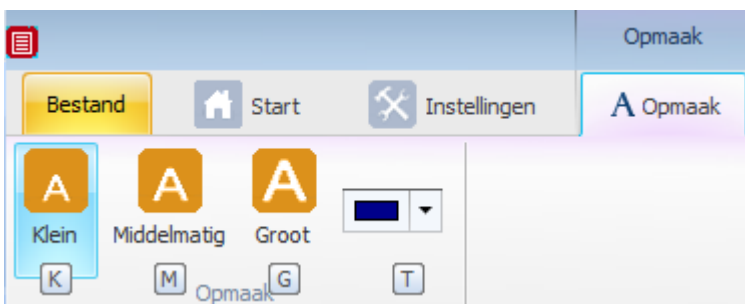 Opmaak
Bestand Start Instellingen A Opmaak
A A A
Klein Middelmatig Groot
K M G T
Opmaak